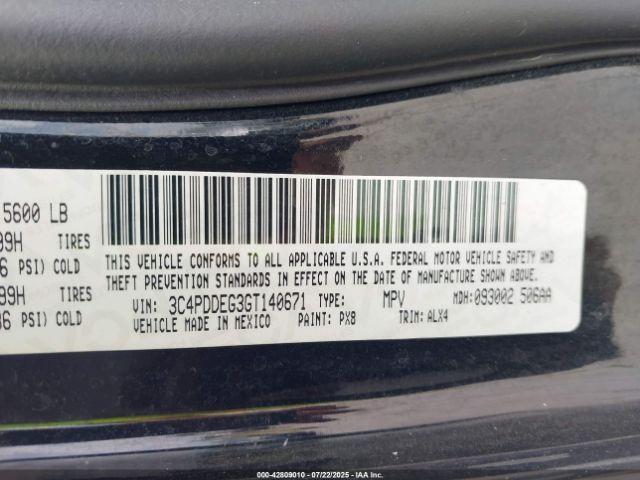 5600 LB
99H TIRES
PSI) COLD
99H TIRES
36 PSI) COLD
THIS VEHICLE CONFORMS TO ALL APPLICABLE U.S.A. FEDERAL MOTOR VEHICLE SAFETY AND
THEFT PREVENTION STANDARDS IN EFFECT ON THE DATE OF MANUFACTURE SHOWN ABOVE.
VIN: 3C4PDDEG3GT140671 TYPE: MPV MDH: 093002 506AA
VEHICLE MADE IN MEXICO PAINT: PX8 TRIM: ALX4
000-42809010 - 07/22/2025 - IAA Inc.